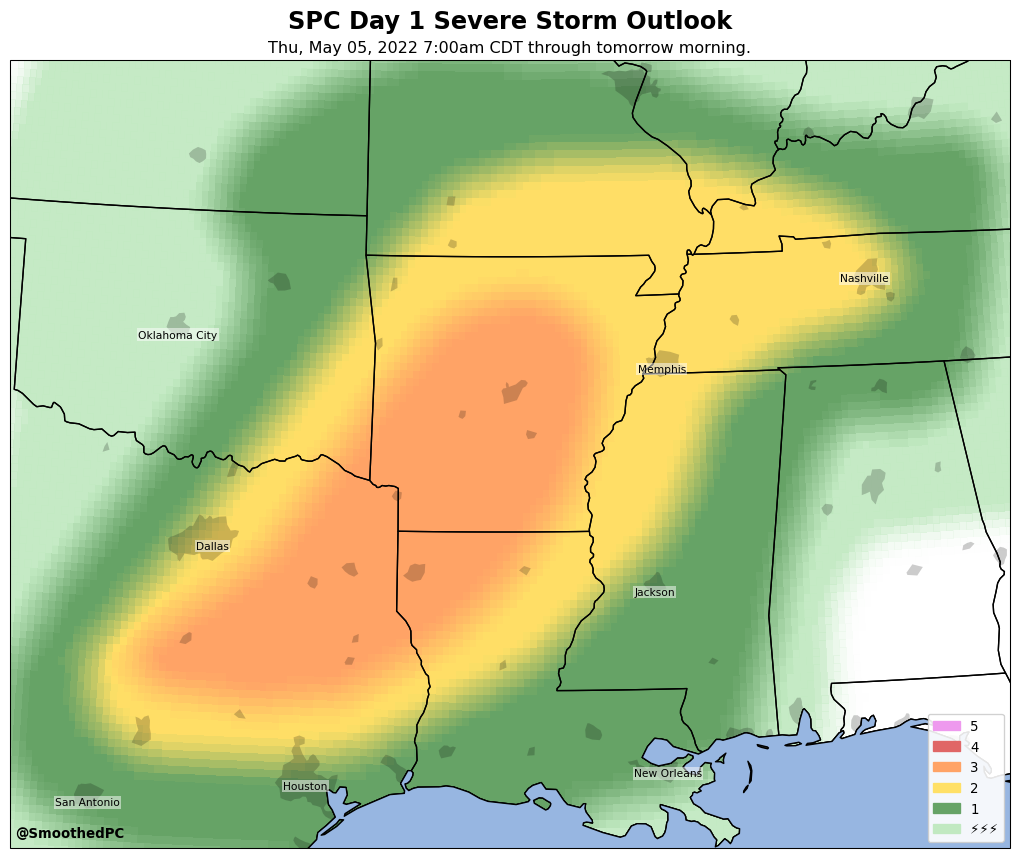 SPC Day 1 Severe Storm Outlook
Thu, May 05, 2022 7:00am CDT through tomorrow morning.
Nashville
Oklahoma City
Memphis
Dallas
Jackson
New Orleans
Houston
San Antonio
5
4
3
2
1
⚡⚡⚡
@SmoothedPC